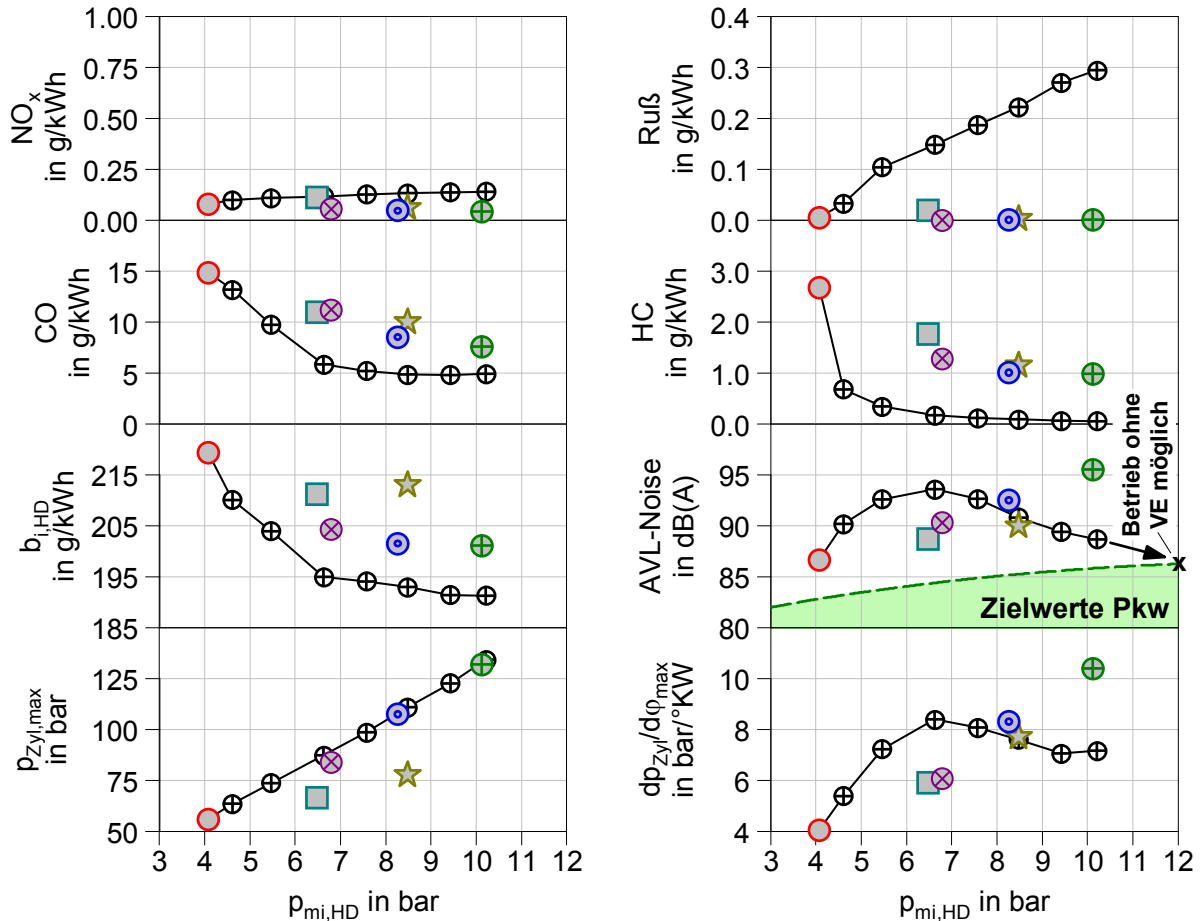 NOx
in g/kWh
1.00
0.75
0.50
0.25
0.00
CO
in g/kWh
15
10
5
0
bi,HD
in g/kWh
215
205
195
185
pZyl,max
in bar
125
100
75
50
3 4 5 6 7 8 9 10 11 12
pmi,HD in bar
Ruß
in g/kWh
0.4
0.3
0.2
0.1
0.0
HC
in g/kWh
3.0
2.0
1.0
0.0
AVL-Noise
in dB(A)
95
90
85
80
Betrieb ohne
VE möglich
x
Zielwerte Pkw
dpZyl/dφmax
in bar/°KW
10
8
6
4
3 4 5 6 7 8 9 10 11 12
pmi,HD in bar